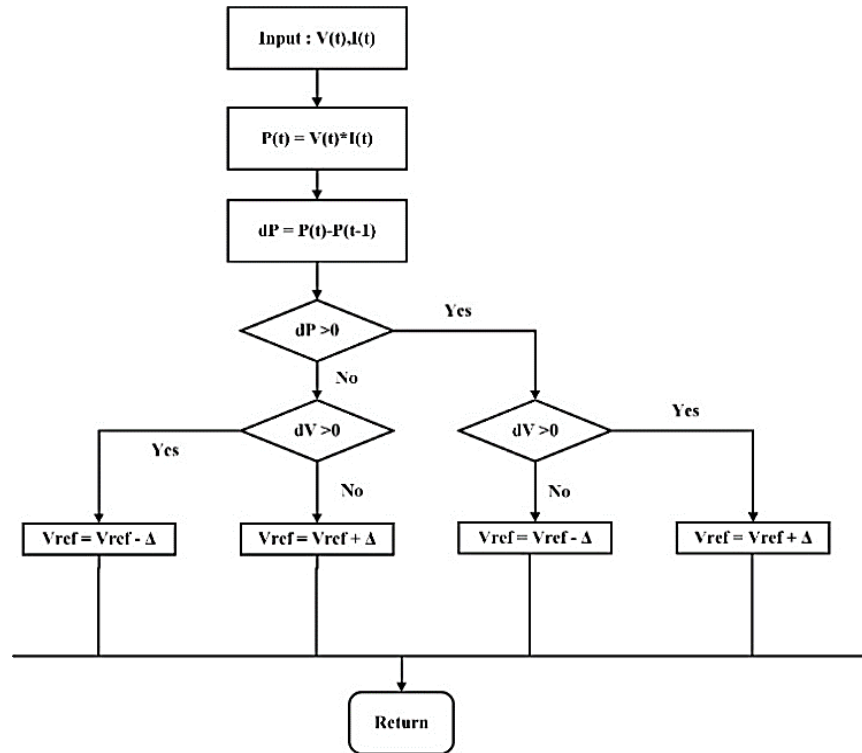 Input : V(t),I(t)
P(t) = V(t)*I(t)
dP = P(t)-P(t-1)
dP >0
Yes
No
dV >0
Yes
No
dV >0
Yes
No
Vref = Vref - Δ
Vref = Vref + Δ
Vref = Vref - Δ
Vref = Vref + Δ
Return